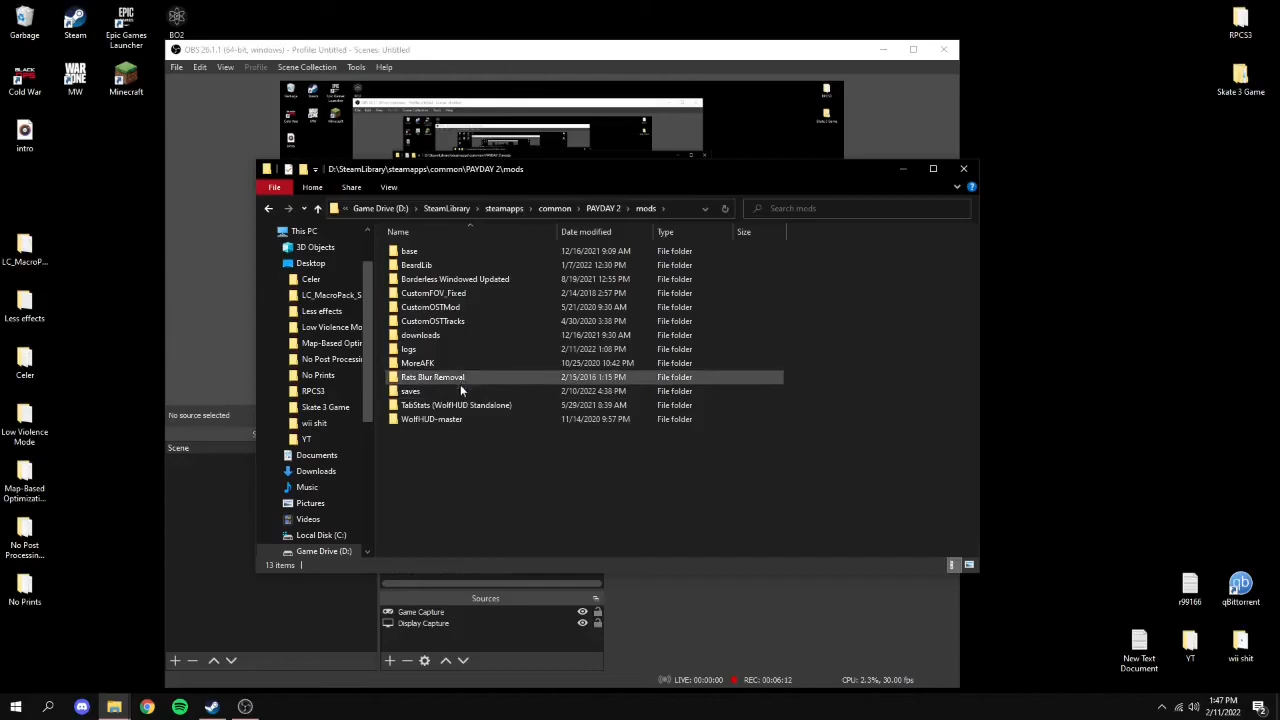 Garbage
Steam
Epic Games
Launcher
BO2
Cold War
MW
Minecraft
intro
LC_MacroP...
Less effects
Celer
Low Violence
Mode
Map-Based
Optimizati...
No Post
Processin...
No Prints
RPCS3
Skate 3 Game
r99166
qBittorrent
New Text
Document
YT
wii shit
OBS 26.1.1 (64-bit, windows) - Profile: Untitled - Scenes: Untitled
File Edit View Profile Scene Collection Tools Help
D:\SteamLibrary\steamapps\common\PAYDAY 2\mods
File Home Share View
« Game Drive (D:) > SteamLibrary > steamapps > common > PAYDAY 2 > mods >
Search mods
Name Date modified Type Size
This PC
3D Objects
Desktop
Celer
LC_MacroPack_S
Less effects
Low Violence Mo
Map-Based Optir
No Post Processin
No Prints
RPCS3
Skate 3 Game
wii shit
YT
Documents
Downloads
Music
Pictures
Videos
Local Disk (C:)
Game Drive (D:)
base 12/16/2021 9:09 AM File folder
BeardLib 1/7/2022 12:30 PM File folder
Borderless Windowed Updated 8/19/2021 12:55 PM File folder
CustomFOV_Fixed 2/14/2018 2:57 PM File folder
CustomOSTMod 5/21/2020 9:30 AM File folder
CustomOSTTracks 4/30/2020 3:38 PM File folder
downloads 12/16/2021 9:30 AM File folder
logs 2/11/2022 1:08 PM File folder
MoreAFK 10/25/2020 10:42 PM File folder
Rats Blur Removal 2/15/2016 1:15 PM File folder
saves 2/10/2022 4:38 PM File folder
TabStats (WolfHUD Standalone) 5/29/2021 8:39 AM File folder
WolfHUD-master 11/14/2020 9:57 PM File folder
13 items
No source selected
Scene
Sources
Game Capture
Display Capture
LIVE: 00:00:00 REC: 00:06:12 CPU: 2.3%, 30.00 fps
1:47 PM
2/11/2022